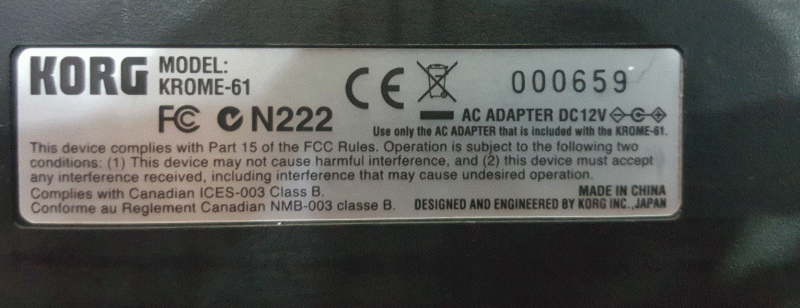 KORG MODEL: KROME-61
000659
FC N222
AC ADAPTER DC12V
Use only the AC ADAPTER that is included with the KROME-61.
This device complies with Part 15 of the FCC Rules. Operation is subject to the following two
conditions: (1) This device may not cause harmful interference, and (2) this device must accept
any interference received, including interference that may cause undesired operation.
Complies with Canadian ICES-003 Class B.
Conforme au Reglement Canadian NMB-003 classe B.
MADE IN CHINA
DESIGNED AND ENGINEERED BY KORG INC.,JAPAN